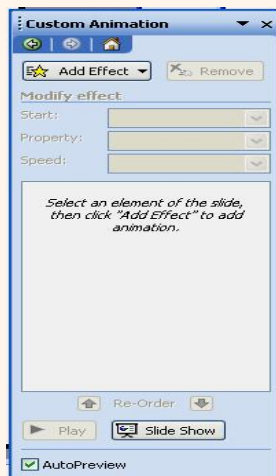 Custom Animation
Add Effect
Remove
Modify effect
Start:
Property:
Speed:
Select an element of the slide,
then click "Add Effect" to add
animation.
Re-Order
Play
Slide Show
AutoPreview